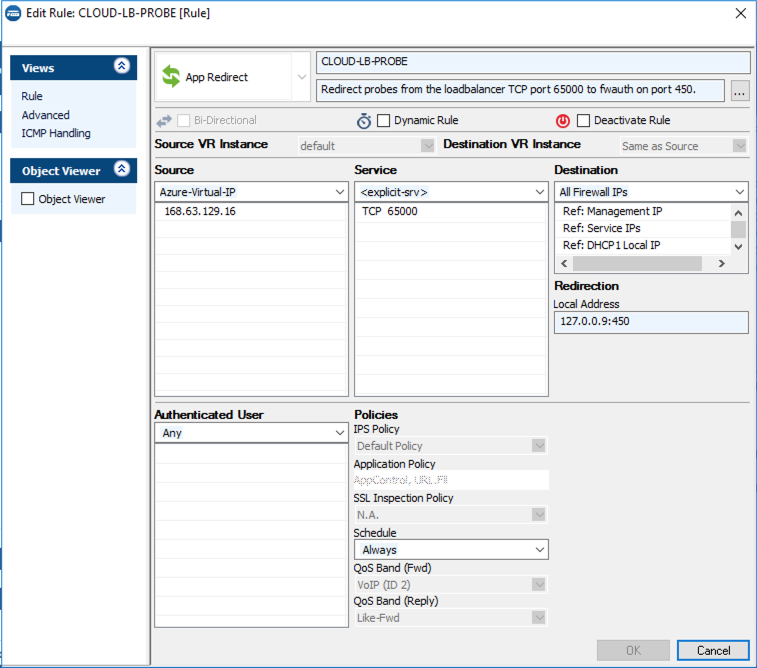 Edit Rule: CLOUD-LB-PROBE [Rule]
Views
Rule
Advanced
ICMP Handling
Object Viewer
Object Viewer
App Redirect
CLOUD-LB-PROBE
Redirect probes from the loadbalancer TCP port 65000 to fwauth on port 450.
...
Bi-Directional
Dynamic Rule
Deactivate Rule
Source VR Instance
default
Destination VR Instance
Same as Source
Source
Azure-Virtual-IP
168.63.129.16
Service
<explicit-srv>
TCP 65000
Destination
All Firewall IPs
Ref: Management IP
Ref: Service IPs
Ref: DHCP1 Local IP
Redirection
Local Address
127.0.0.9:450
Authenticated User
Any
Policies
IPS Policy
Default Policy
Application Policy
AppControl, URL.Fil
SSL Inspection Policy
N.A.
Schedule
Always
QoS Band (Fwd)
VoIP (ID 2)
QoS Band (Reply)
Like-Fwd
OK
Cancel